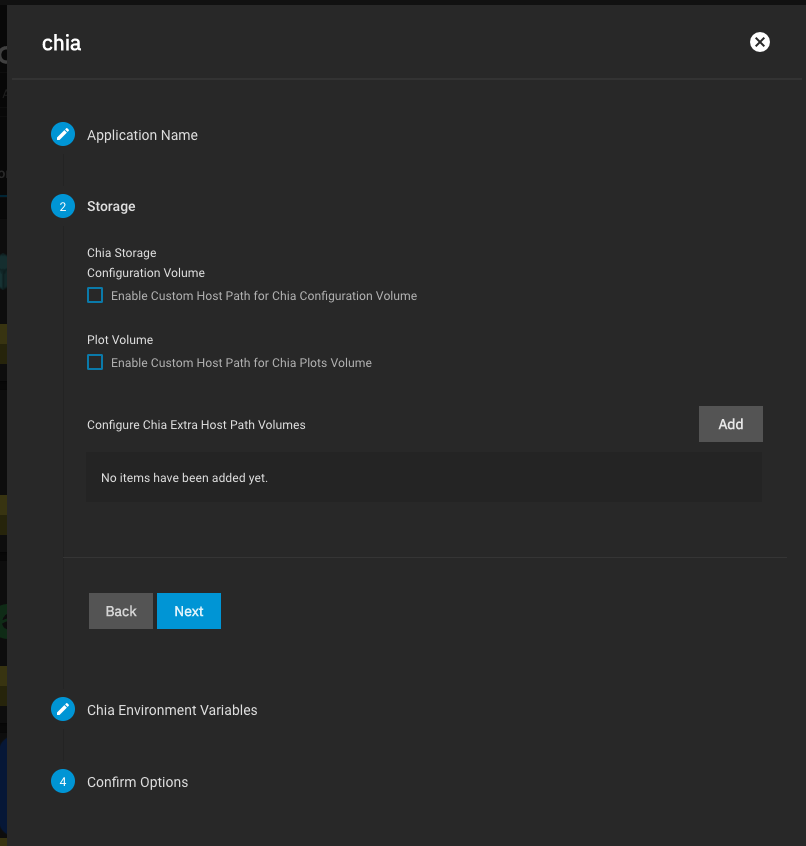 chia
Application Name
2 Storage
Chia Storage
Configuration Volume
Enable Custom Host Path for Chia Configuration Volume
Plot Volume
Enable Custom Host Path for Chia Plots Volume
Configure Chia Extra Host Path Volumes Add
No items have been added yet.
Back Next
Chia Environment Variables
4 Confirm Options